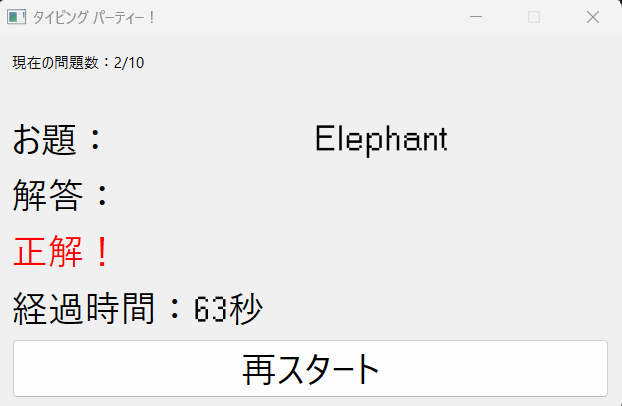 タイピング パーティー！
現在の問題数：2/10
お題： Elephant
解答：
正解！
経過時間：63秒
再スタート